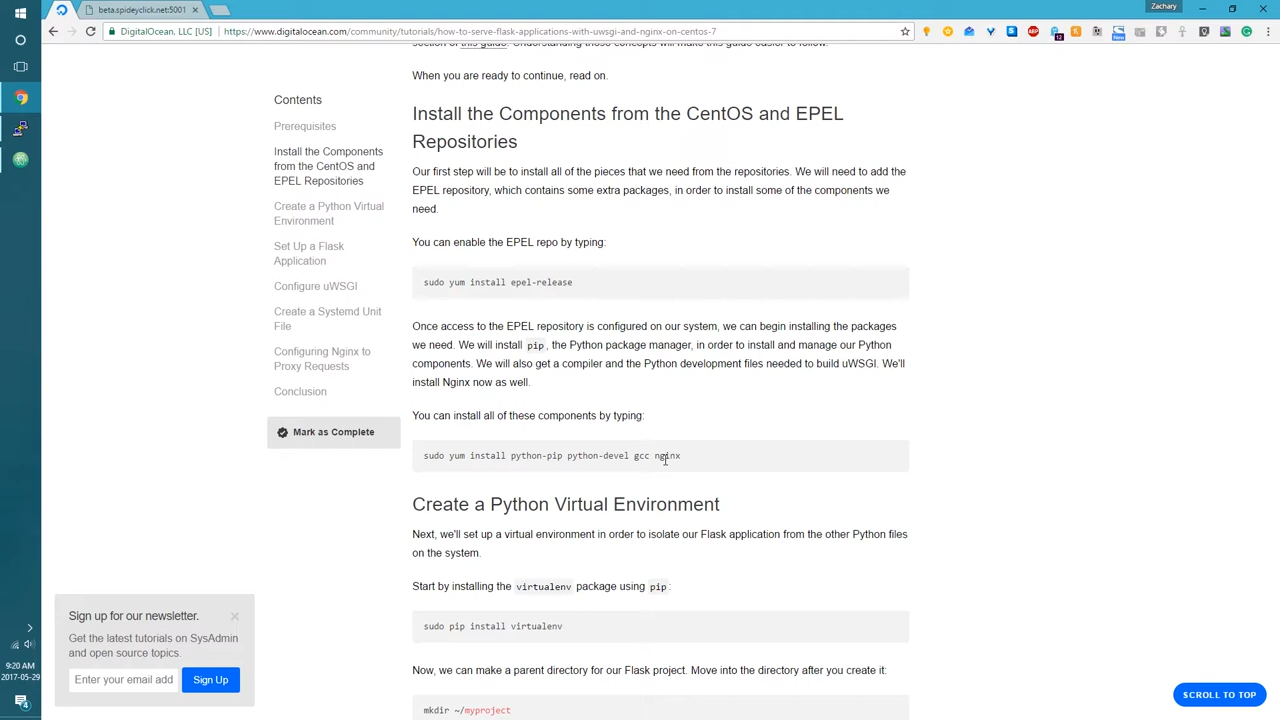 beta.spideyclick.net:5001
Zachary
DigitalOcean, LLC [US] https://www.digitalocean.com/community/tutorials/how-to-serve-flask-applications-with-uwsgi-and-nginx-on-centos-7
section of this guide. Understanding those concepts will make this guide easier to follow.
When you are ready to continue, read on.
Contents
Prerequisites
Install the Components
from the CentOS and
EPEL Repositories
Create a Python Virtual
Environment
Set Up a Flask
Application
Configure uWSGI
Create a Systemd Unit
File
Configuring Nginx to
Proxy Requests
Conclusion
Mark as Complete
Install the Components from the CentOS and EPEL
Repositories
Our first step will be to install all of the pieces that we need from the repositories. We will need to add the
EPEL repository, which contains some extra packages, in order to install some of the components we
need.
You can enable the EPEL repo by typing:
sudo yum install epel-release
Once access to the EPEL repository is configured on our system, we can begin installing the packages
we need. We will install pip, the Python package manager, in order to install and manage our Python
components. We will also get a compiler and the Python development files needed to build uWSGI. We'll
install Nginx now as well.
You can install all of these components by typing:
sudo yum install python-pip python-devel gcc nginx
Create a Python Virtual Environment
Next, we'll set up a virtual environment in order to isolate our Flask application from the other Python files
on the system.
Start by installing the virtualenv package using pip:
sudo pip install virtualenv
Now, we can make a parent directory for our Flask project. Move into the directory after you create it:
mkdir ~/myproject
Sign up for our newsletter.
Get the latest tutorials on SysAdmin
and open source topics.
Enter your email add
Sign Up
SCROLL TO TOP
9:20 AM
2017-05-29
4